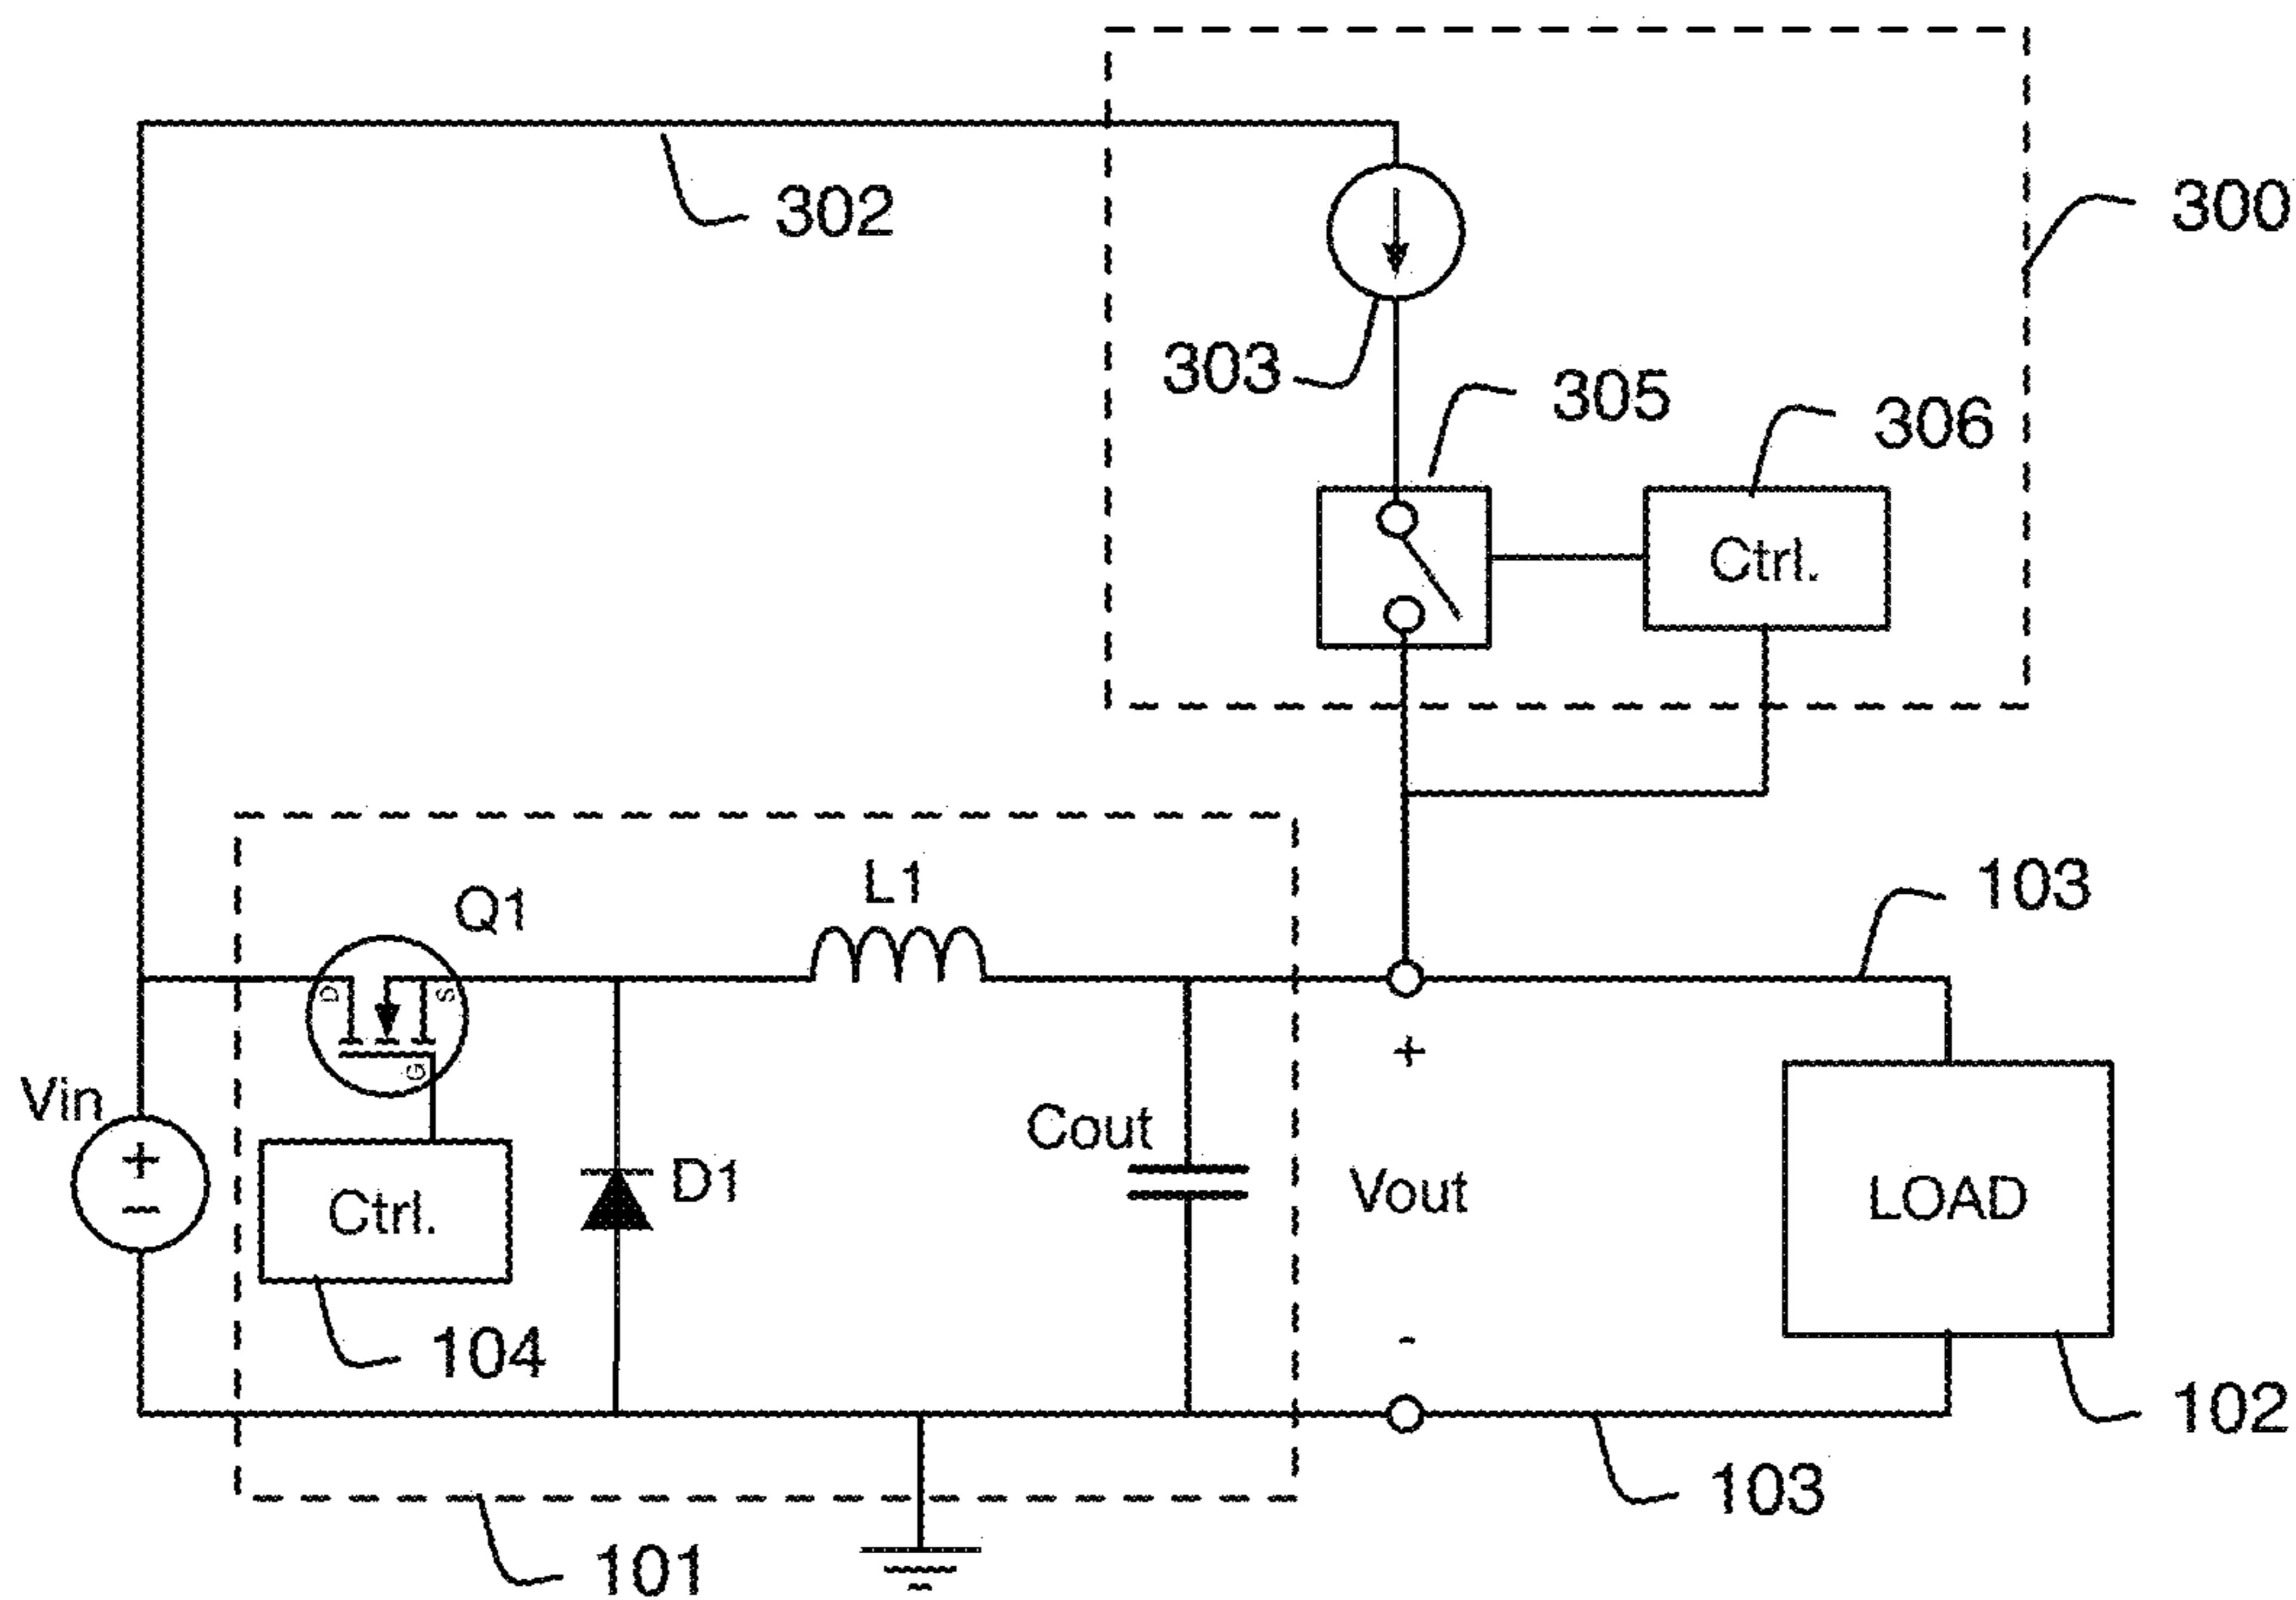 302
300
303
305
306
Ctrl.
103
L1
Q1
D
S
G
+
Vin
+
−
Ctrl.
D1
Cout
Vout
LOAD
104
-
102
103
101